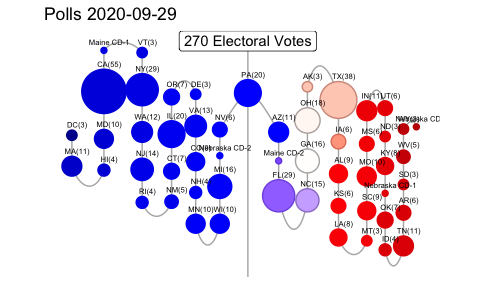 Polls 2020-09-29
270 Electoral Votes
Maine CD-1
VT(3)
CA(55)
NY(29)
PA(20)
AK(3)
TX(38)
OR(7)
DE(3)
IN(11)
UT(6)
OH(18)
DC(3)
MD(10)
WA(12)
IL(20)
VA(13)
NV(6)
AZ(11)
IA(6)
MS(6)
ND(3)
MA(11)
HI(4)
NJ(14)
CT(7)
Nebraska CD-2
MI(16)
Maine CD-2
GA(16)
AL(9)
MO(10)
KY(8)
WV(5)
RI(4)
NM(5)
NH(4)
FL(29)
NC(15)
KS(6)
SC(9)
SD(3)
AR(6)
MN(10)
WI(10)
LA(8)
MT(3)
OK(7)
ID(4)
TN(11)